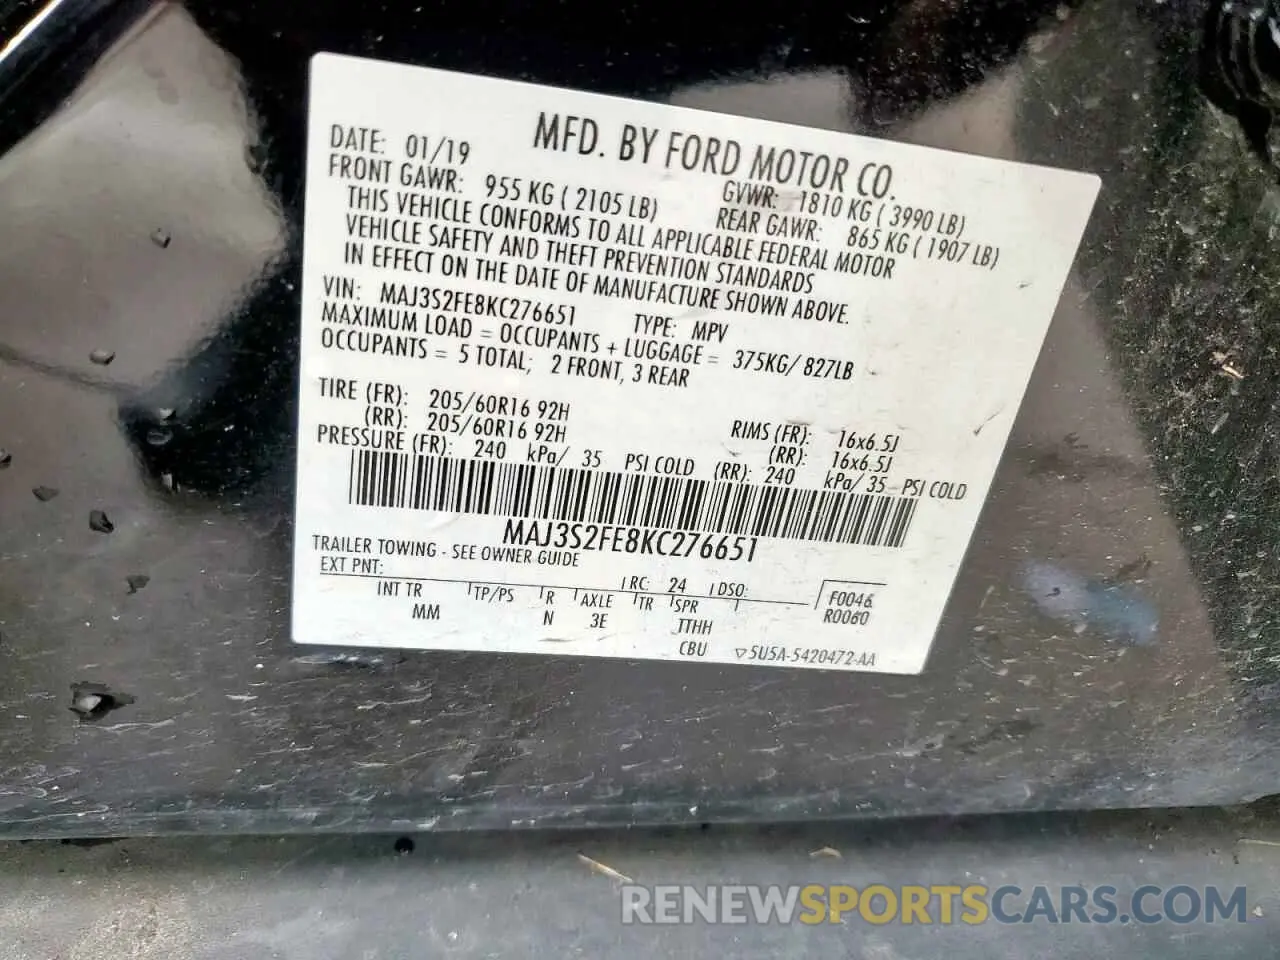 MFD. BY FORD MOTOR CO.
DATE: 01/19 GVWR: 1810 KG ( 3990 LB)
FRONT GAWR: 955 KG ( 2105 LB) REAR GAWR: 865 KG ( 1907 LB)
THIS VEHICLE CONFORMS TO ALL APPLICABLE FEDERAL MOTOR
VEHICLE SAFETY AND THEFT PREVENTION STANDARDS
IN EFFECT ON THE DATE OF MANUFACTURE SHOWN ABOVE.
VIN: MAJ3S2FE8KC276651 TYPE: MPV
MAXIMUM LOAD = OCCUPANTS + LUGGAGE = 375KG/ 827LB
OCCUPANTS = 5 TOTAL; 2 FRONT, 3 REAR
TIRE (FR): 205/60R16 92H RIMS (FR): 16x6.5J
(RR): 205/60R16 92H (RR): 16x6.5J
PRESSURE (FR): 240 kPa/ 35 PSI COLD (RR): 240 kPa/ 35 PSI COLD
MAJ3S2FE8KC276651
TRAILER TOWING - SEE OWNER GUIDE
EXT PNT: RC: 24 DSO:
INT TR TP/PS R AXLE TR SPR F0046
MM N 3E TTHH R0060
CBU ▽5U5A-5420472-AA
RENEWSPORTSCARS.COM